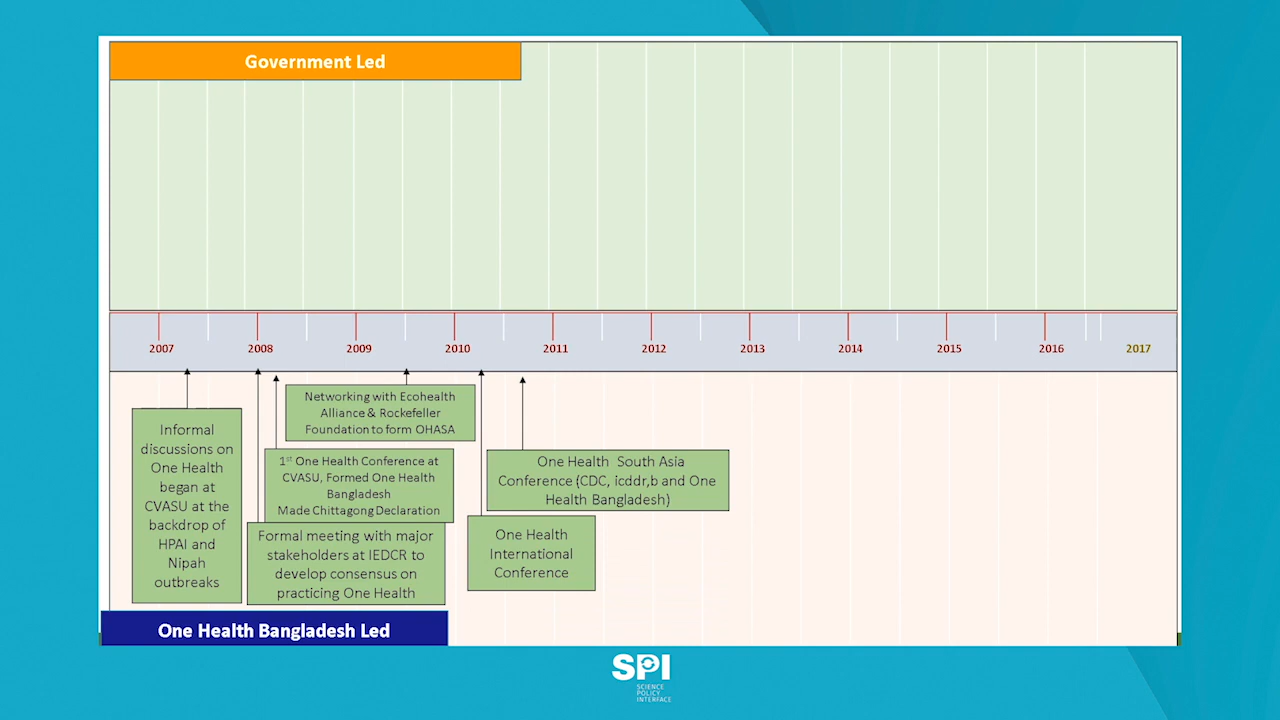 Government Led
2007 2008 2009 2010 2011 2012 2013 2014 2015 2016 2017
Informal
discussions on
One Health
began at
CVASU at the
backdrop of
HPAI and
Nipah
outbreaks
Networking with Ecohealth
Alliance & Rockefeller
Foundation to form OHASA
1st One Health Conference at
CVASU, Formed One Health
Bangladesh
Made Chittagong Declaration
Formal meeting with major
stakeholders at IEDCR to
develop consensus on
practicing One Health
One Health South Asia
Conference (CDC, icddr,b and One
Health Bangladesh)
One Health
International
Conference
One Health Bangladesh Led
SPI
SCIENCE
POLICY
INTERFACE